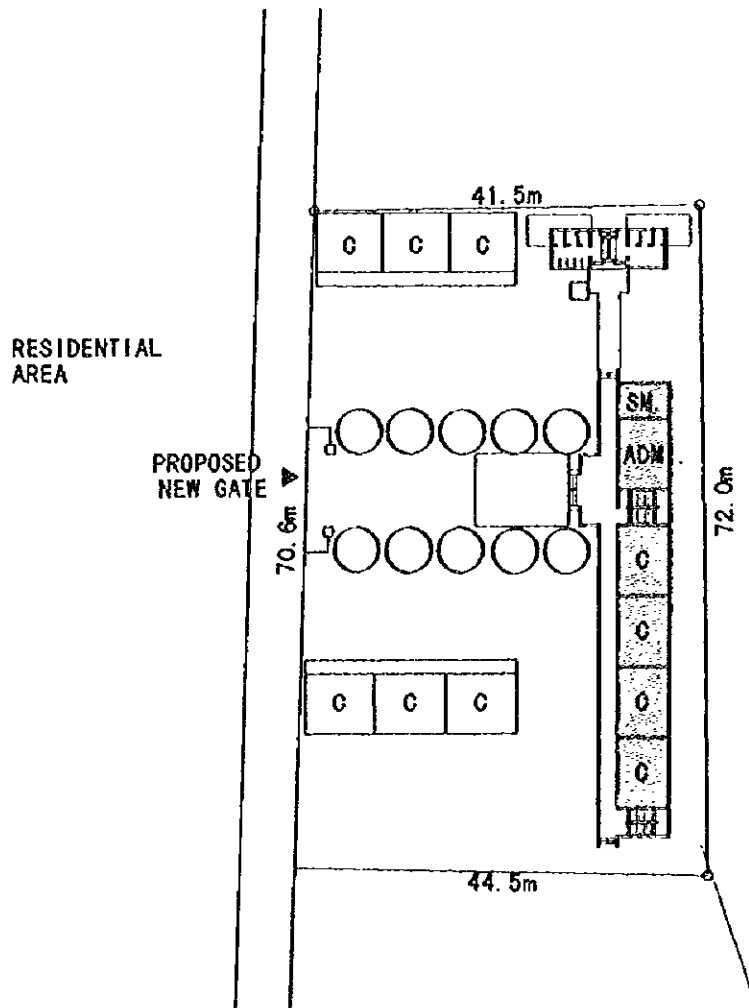 41.5m
C C C
RESIDENTIAL
AREA
SM.
ADM
PROPOSED
NEW GATE
70.6m
72.0m
C
C
C C C
C
C
44.5m